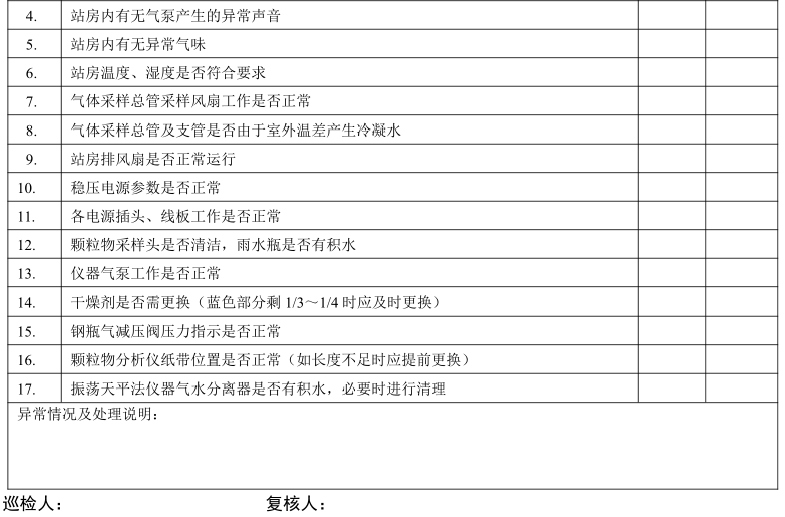 4. 站房内有无气泵产生的异常声音
5. 站房内有无异常气味
6. 站房温度、湿度是否符合要求
7. 气体采样总管采样风扇工作是否正常
8. 气体采样总管及支管是否由于室外温差产生冷凝水
9. 站房排风扇是否正常运行
10. 稳压电源参数是否正常
11. 各电源插头、线板工作是否正常
12. 颗粒物采样头是否清洁，雨水瓶是否有积水
13. 仪器气泵工作是否正常
14. 干燥剂是否需更换（蓝色部分剩 1/3～1/4 时应及时更换）
15. 钢瓶气减压阀压力指示是否正常
16. 颗粒物分析仪纸带位置是否正常（如长度不足时应提前更换）
17. 振荡天平法仪器气水分离器是否有积水，必要时进行清理
异常情况及处理说明：
巡检人： 复核人：